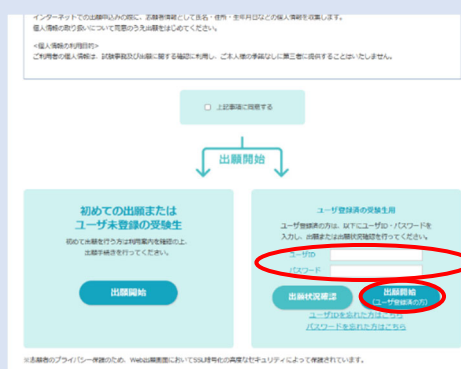 インターネットでの出願申込みの際に、志願者情報として氏名・住所・生年月日などの個人情報を収集します。
個人情報の取り扱いについて同意のうえ出願をはじめてください。
<個人情報の利用目的>
ご利用者の個人情報は、試験事務及び出願に関する確認に利用し、ご本人様の承諾なしに第三者に提供することはいたしません。
上記事項に同意する
出願開始
初めての出願または
ユーザ未登録の受験生
初めて出願を行う方は利用案内を確認の上、
出願手続きを行ってください。
出願開始
ユーザ登録済の受験生用
ユーザ登録済の方は、以下にユーザID・パスワードを
入力し、出願または出願状況確認を行ってください。
ユーザID
パスワード
出願状況確認
出願開始
(ユーザ登録済の方)
ユーザIDを忘れた方はこちら
パスワードを忘れた方はこちら
※志願者のプライバシー保護のため、Web出願画面においてSSL暗号化の高度なセキュリティによって保護されています。